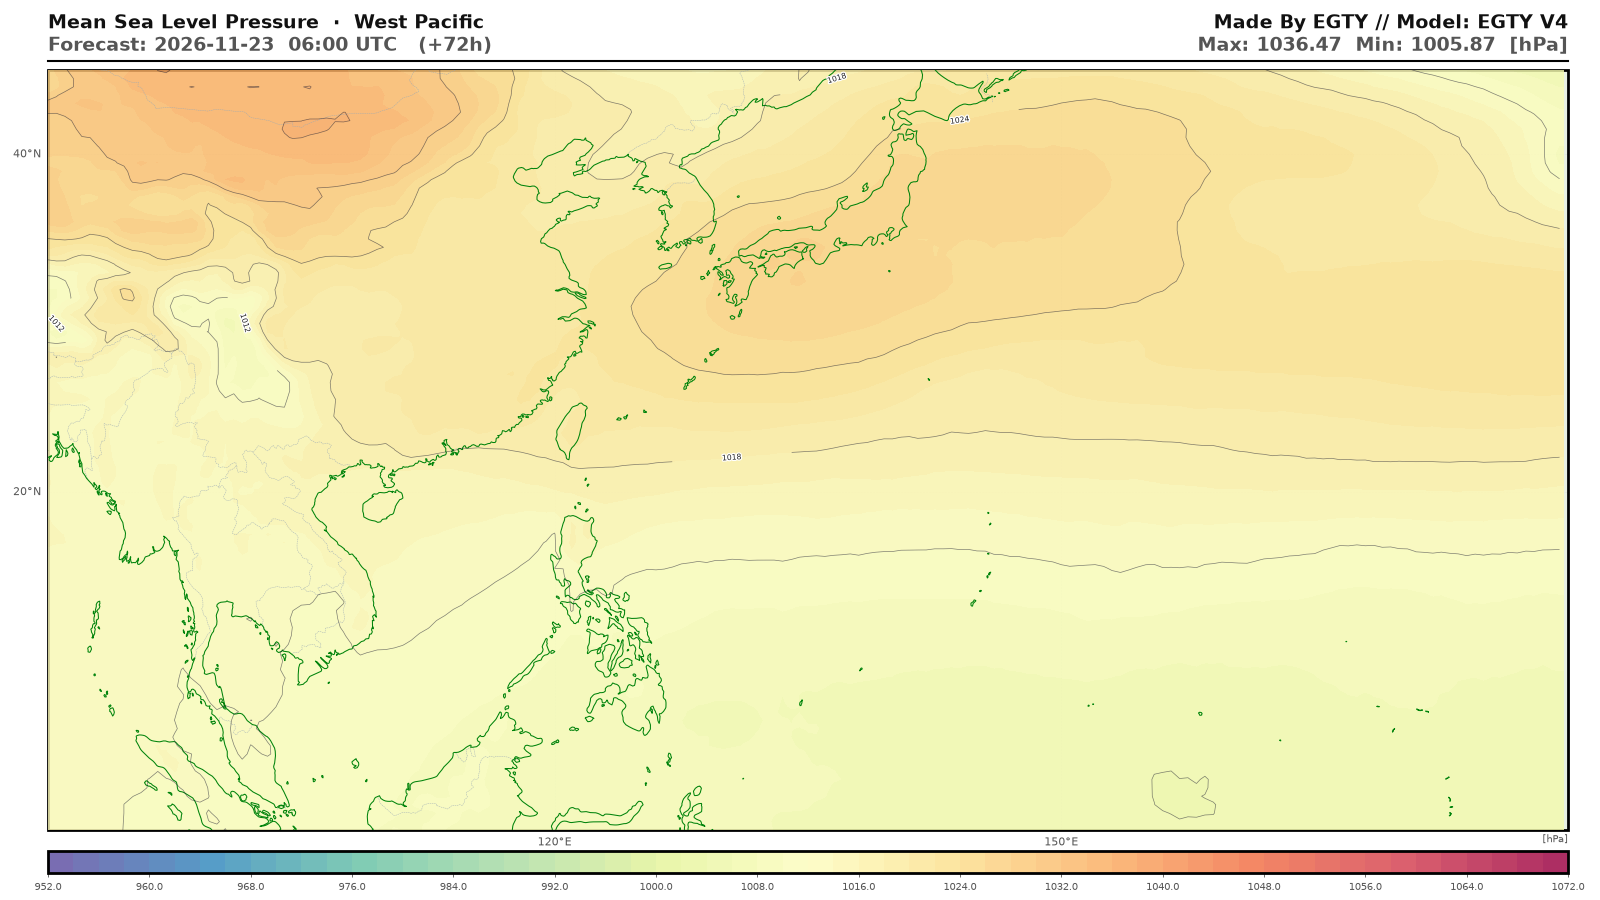 Mean Sea Level Pressure · West Pacific
Made By EGTY // Model: EGTY V4
Forecast: 2026-11-23 06:00 UTC (+72h)
Max: 1036.47 Min: 1005.87 [hPa]
1018
1024
40°N
1012
1012
1018
20°N
120°E
150°E
[hPa]
952.0
960.0
968.0
976.0
984.0
992.0
1000.0
1008.0
1016.0
1024.0
1032.0
1040.0
1048.0
1056.0
1064.0
1072.0